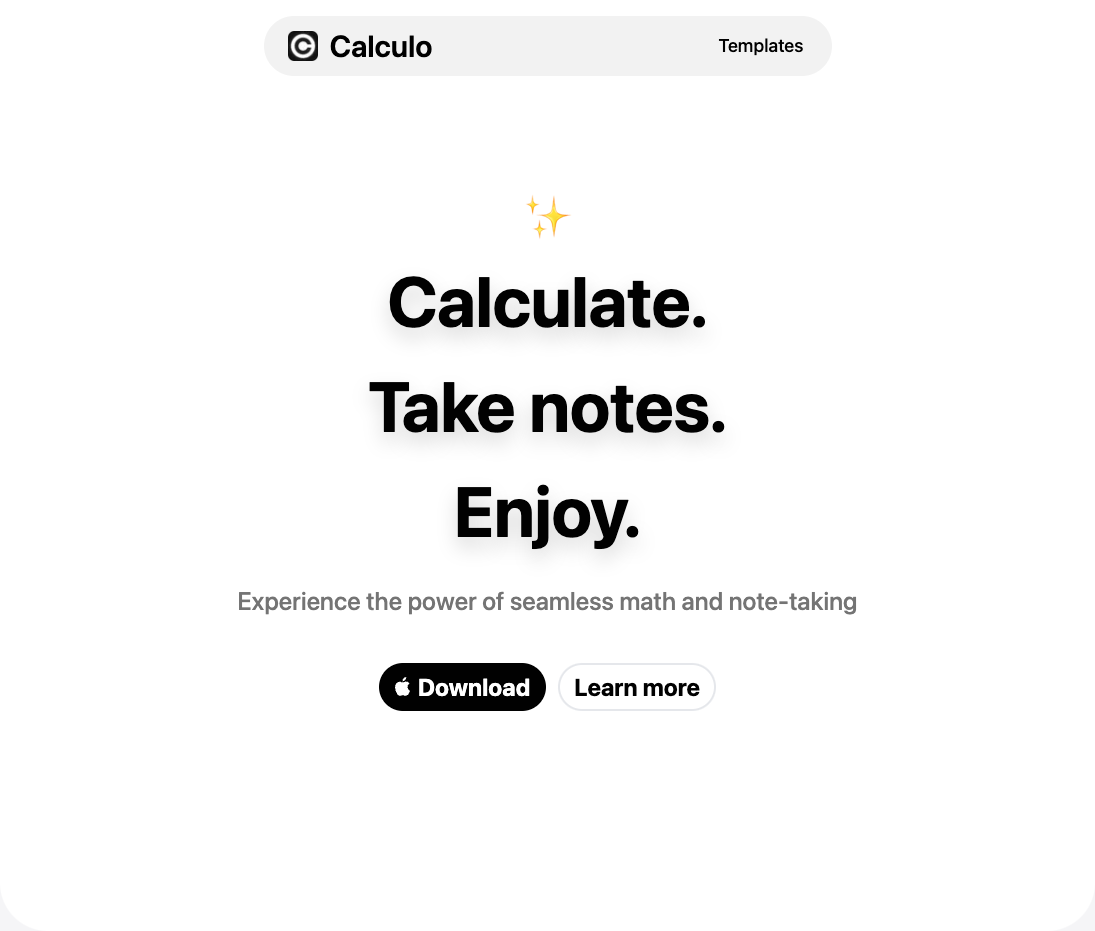 Calculo
Templates
Calculate.
Take notes.
Enjoy.
Experience the power of seamless math and note-taking
Download
Learn more